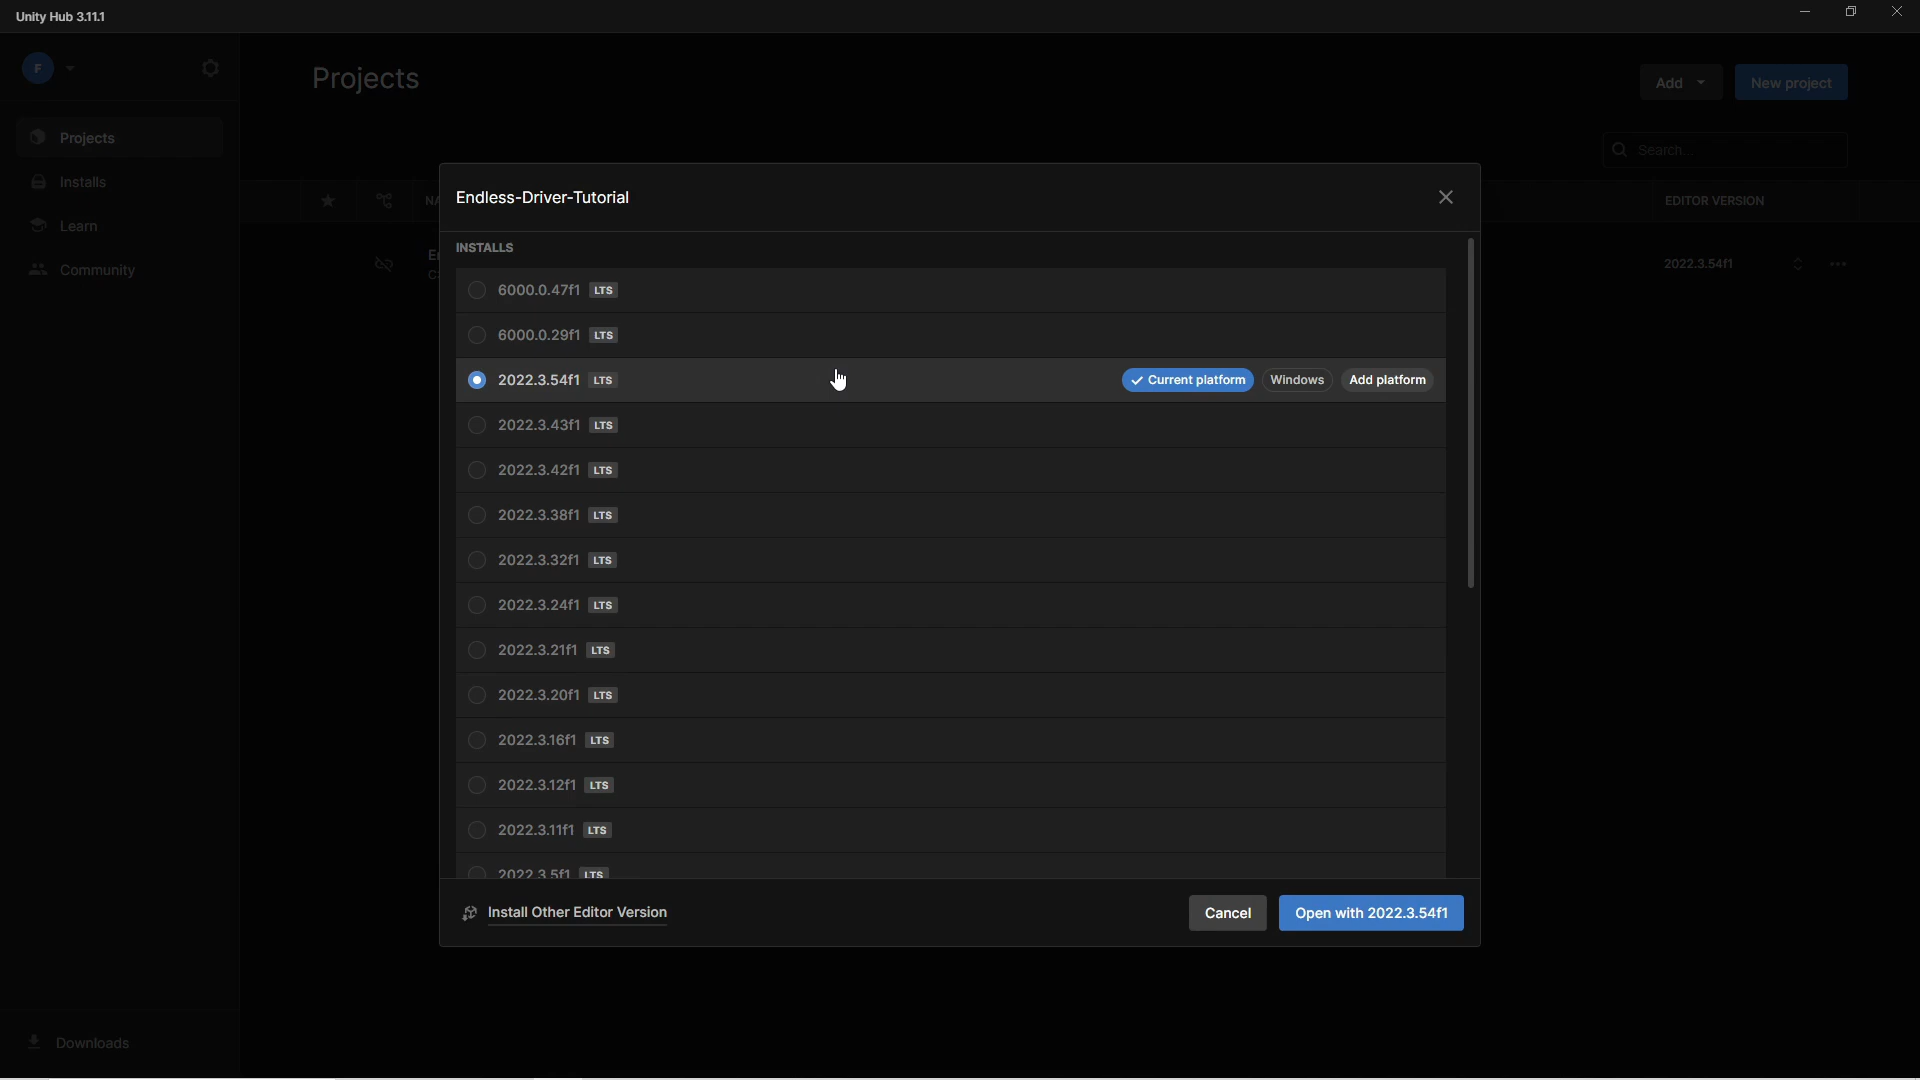 Unity Hub 3.11.1
F
Projects
Installs
Learn
Community
Downloads
Projects
Add
New project
Search...
EDITOR VERSION
2022.3.54f1
Endless-Driver-Tutorial
INSTALLS
6000.0.47f1 LTS
6000.0.29f1 LTS
2022.3.54f1 LTS Current platform Windows Add platform
2022.3.43f1 LTS
2022.3.42f1 LTS
2022.3.38f1 LTS
2022.3.32f1 LTS
2022.3.24f1 LTS
2022.3.21f1 LTS
2022.3.20f1 LTS
2022.3.16f1 LTS
2022.3.12f1 LTS
2022.3.11f1 LTS
2022.3.5f1 LTS
Install Other Editor Version
Cancel
Open with 2022.3.54f1